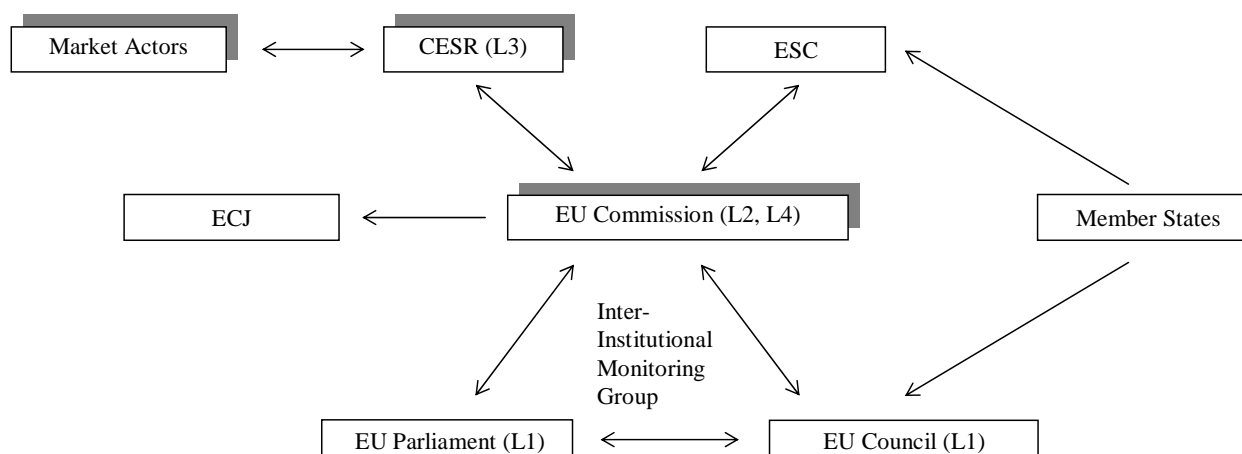 Market Actors
CESR (L3)
ESC
ECJ
EU Commission (L2, L4)
Member States
Inter-
Institutional
Monitoring
Group
EU Parliament (L1)
EU Council (L1)